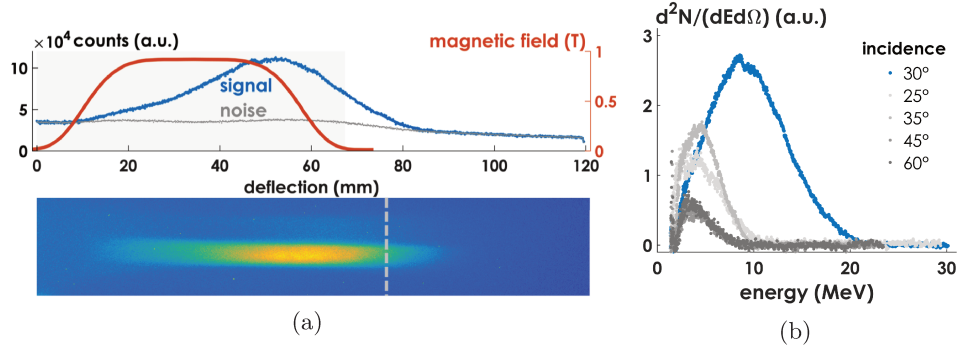 ×10⁴ counts (a.u.) magnetic field (T)
10 1
signal
5 0.5
noise
0 0
0 20 40 60 80 100 120
deflection (mm)
(a)
d²N/(dEdΩ) (a.u.)
3
incidence
30°
25°
2
35°
45°
60°
1
0
0 10 20 30
energy (MeV)
(b)